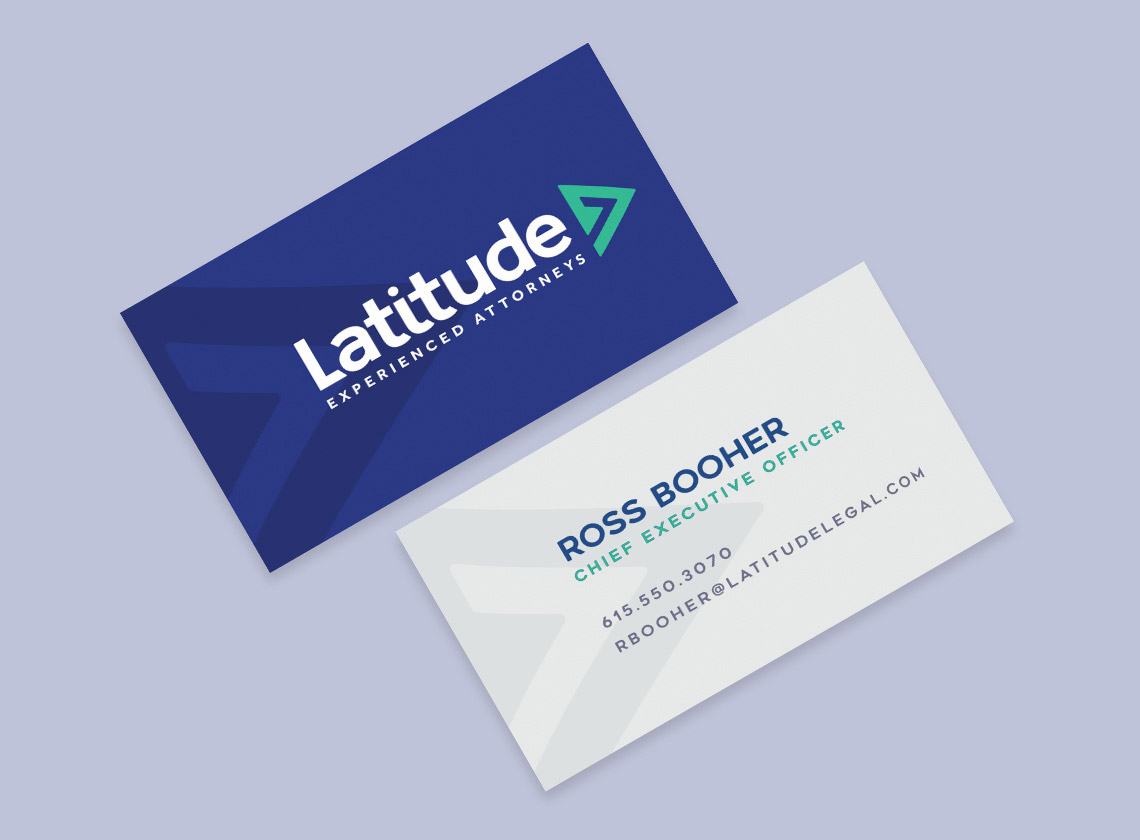 Latitude
EXPERIENCED ATTORNEYS
ROSS BOOHER
CHIEF EXECUTIVE OFFICER
615.550.3070
RBOOHER@LATITUDELEGAL.COM